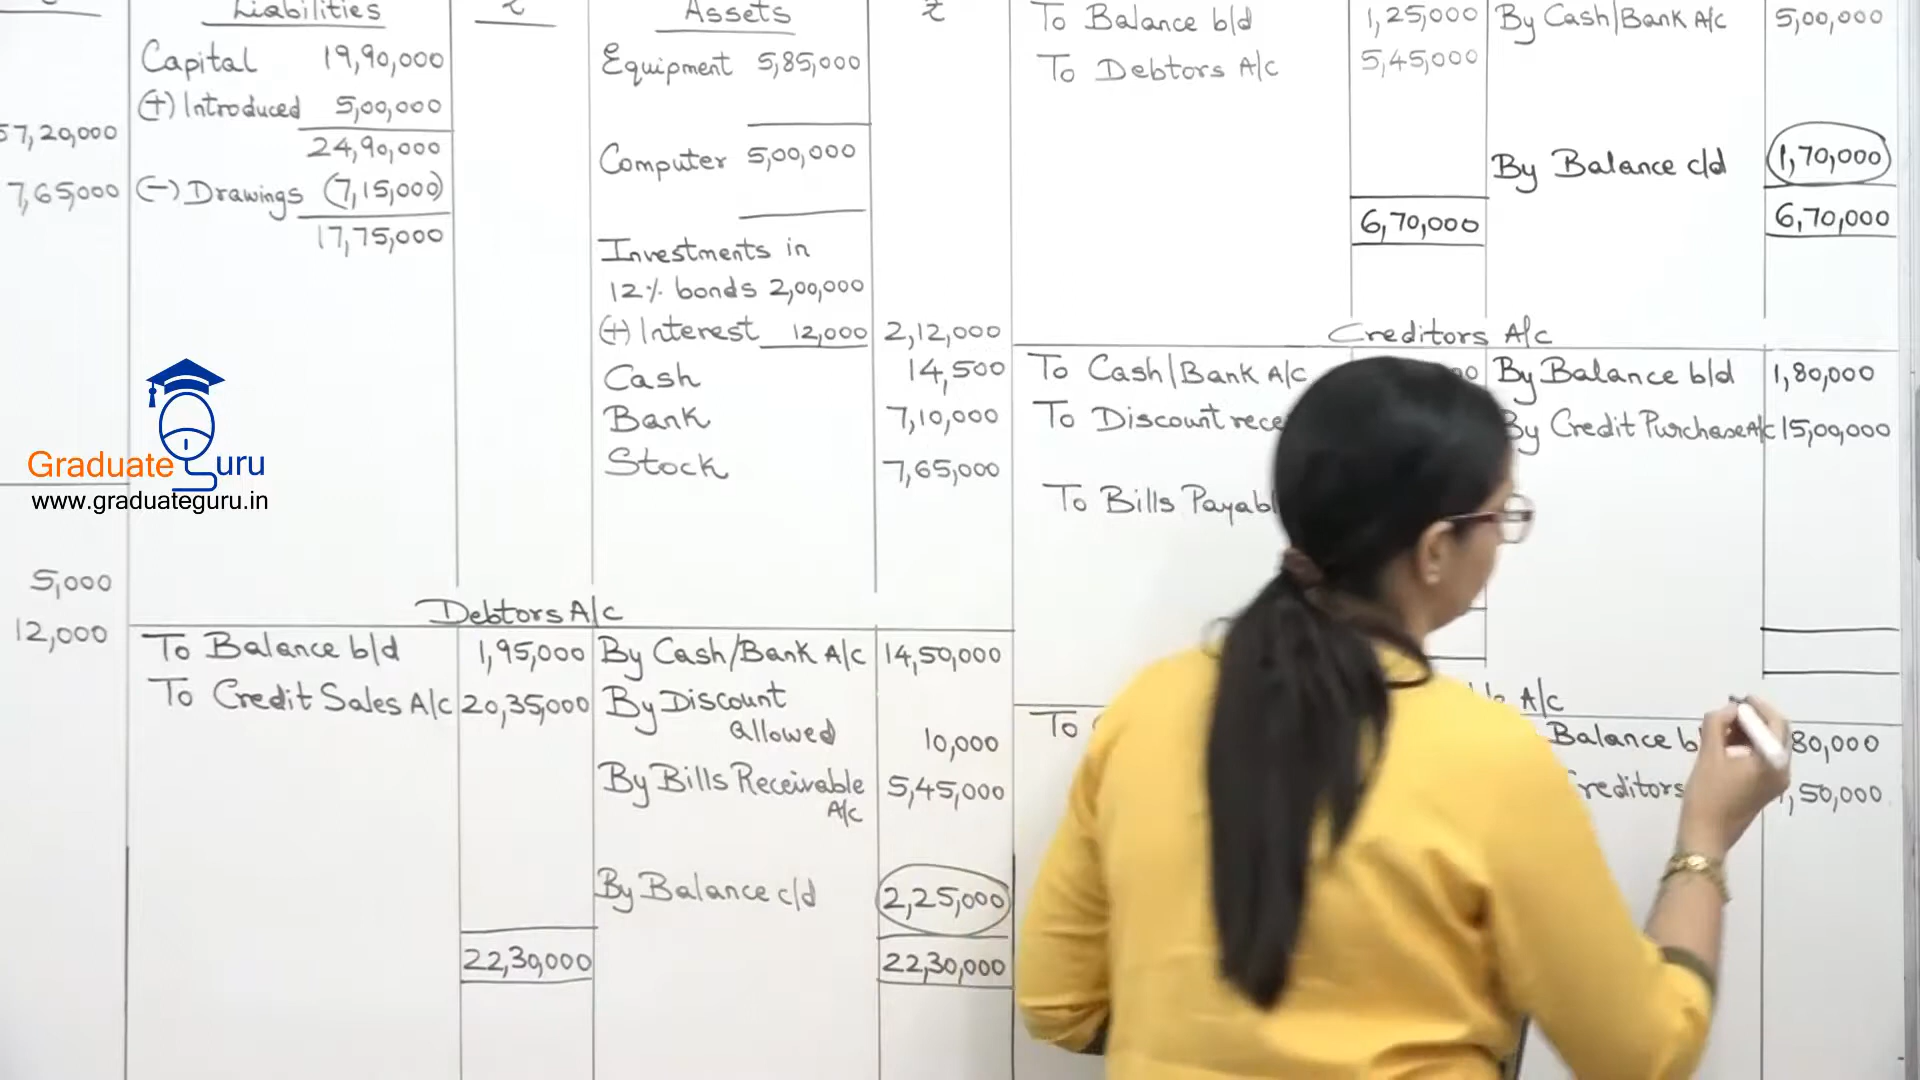 Liabilities ₹ Assets ₹
Capital 19,90,000
(+) Introduced 5,00,000
24,90,000
(-) Drawings (7,15,000)
17,75,000
57,20,000
7,65,000
5,000
12,000
Equipment 5,85,000
Computer 5,00,000
Investments in
12% bonds 2,00,000
(+) Interest 12,000 2,12,000
Cash 14,500
Bank 7,10,000
Stock 7,65,000
Graduate Guru
www.graduateguru.in
Debtors A/c
To Balance b/d 1,95,000 By Cash/Bank A/c 14,50,000
To Credit Sales A/c 20,35,000 By Discount
allowed 10,000
By Bills Receivable 5,45,000
A/c
By Balance c/d 2,25,000
22,30,000 22,30,000
To Balance b/d 1,25,000 By Cash/Bank A/c 5,00,000
To Debtors A/c 5,45,000
By Balance c/d 1,70,000
6,70,000 6,70,000
Creditors A/c
To Cash/Bank A/c By Balance b/d 1,80,000
To Discount By Credit Purchase A/c 15,00,000
To Bills
A/c
To Balance 80,000
50,000